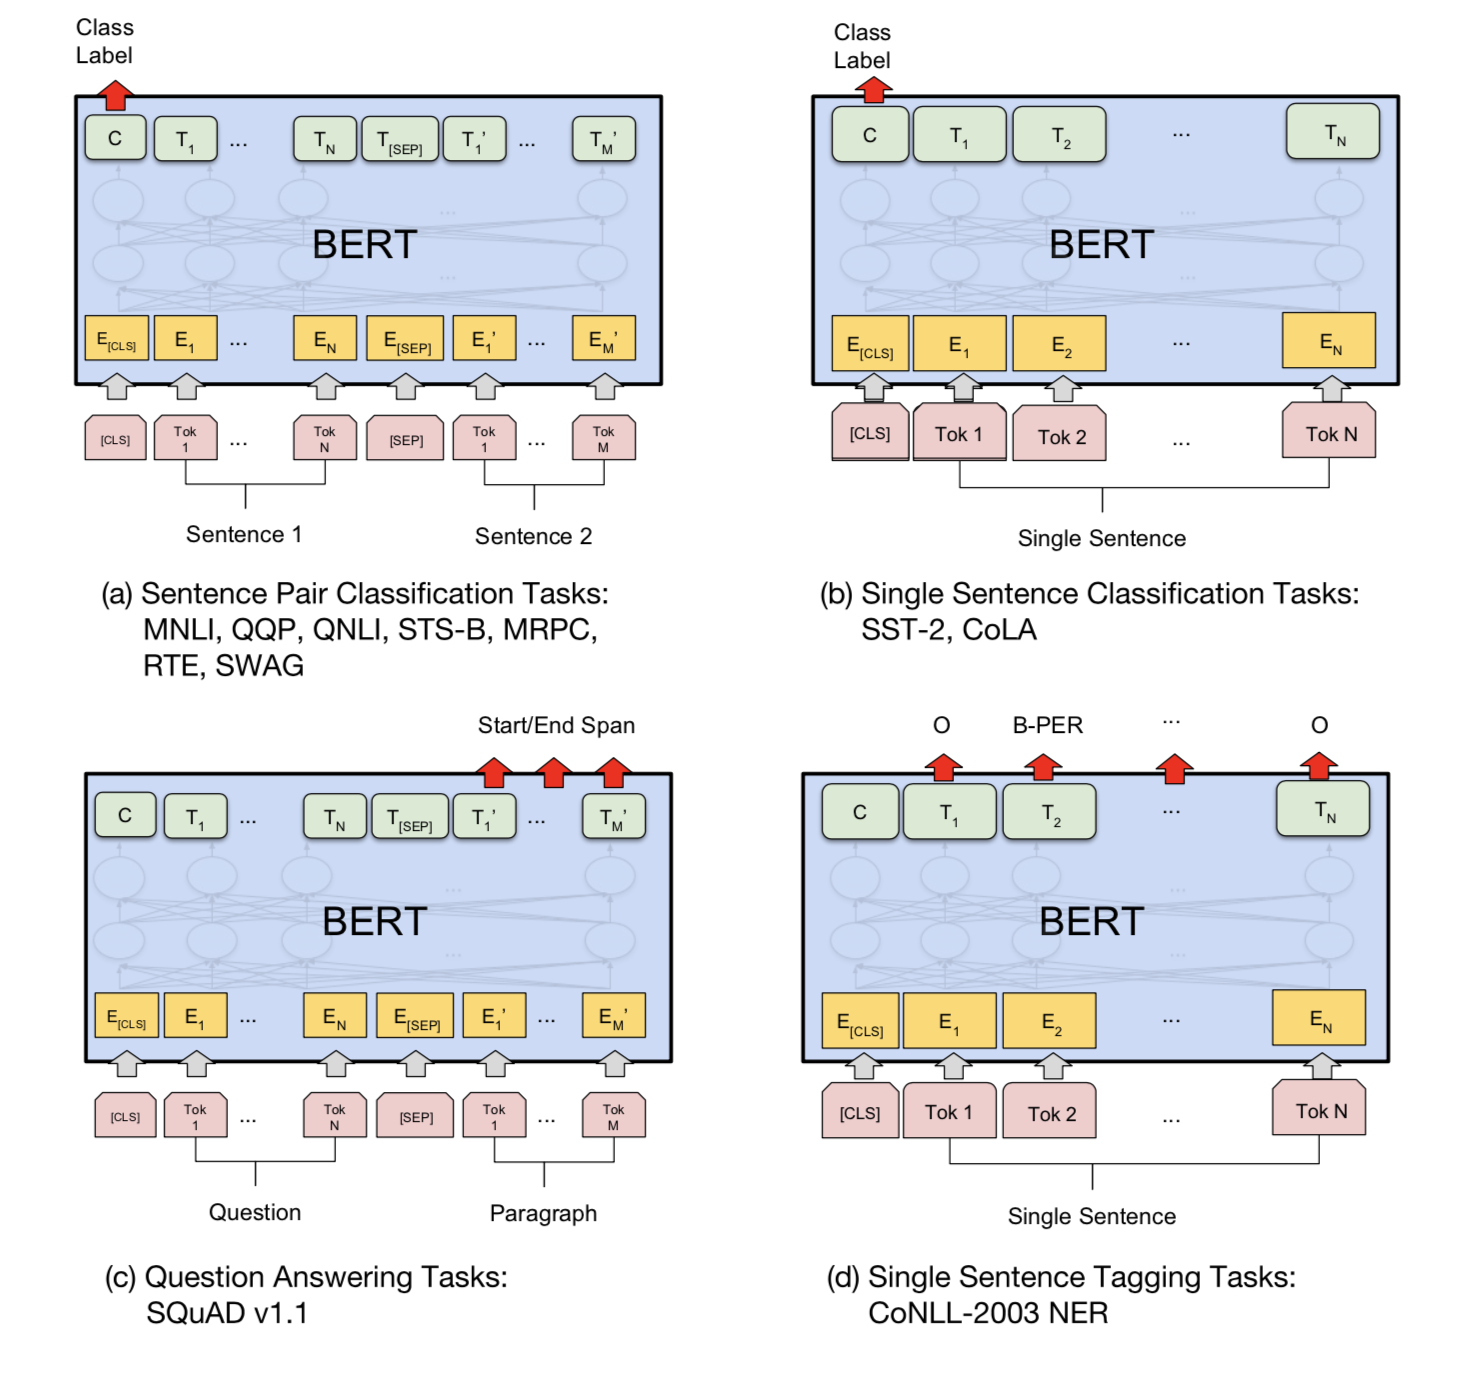 Class
Label
C T1 ... TN T[SEP] T1’ ... TM’
...
BERT
...
E[CLS] E1 ... EN E[SEP] E1’ ... EM’
[CLS] Tok 1 ... Tok N [SEP] Tok 1 ... Tok M
Sentence 1 Sentence 2
(a) Sentence Pair Classification Tasks:
MNLI, QQP, QNLI, STS-B, MRPC,
RTE, SWAG
Class
Label
C T1 T2 ... TN
...
BERT
...
E[CLS] E1 E2 ... EN
[CLS] Tok 1 Tok 2 ... Tok N
Single Sentence
(b) Single Sentence Classification Tasks:
SST-2, CoLA
Start/End Span
C T1 ... TN T[SEP] T1’ ... TM’
...
BERT
...
E[CLS] E1 ... EN E[SEP] E1’ ... EM’
[CLS] Tok 1 ... Tok N [SEP] Tok 1 ... Tok M
Question Paragraph
(c) Question Answering Tasks:
SQuAD v1.1
O B-PER ... O
C T1 T2 ... TN
...
BERT
...
E[CLS] E1 E2 ... EN
[CLS] Tok 1 Tok 2 ... Tok N
Single Sentence
(d) Single Sentence Tagging Tasks:
CoNLL-2003 NER